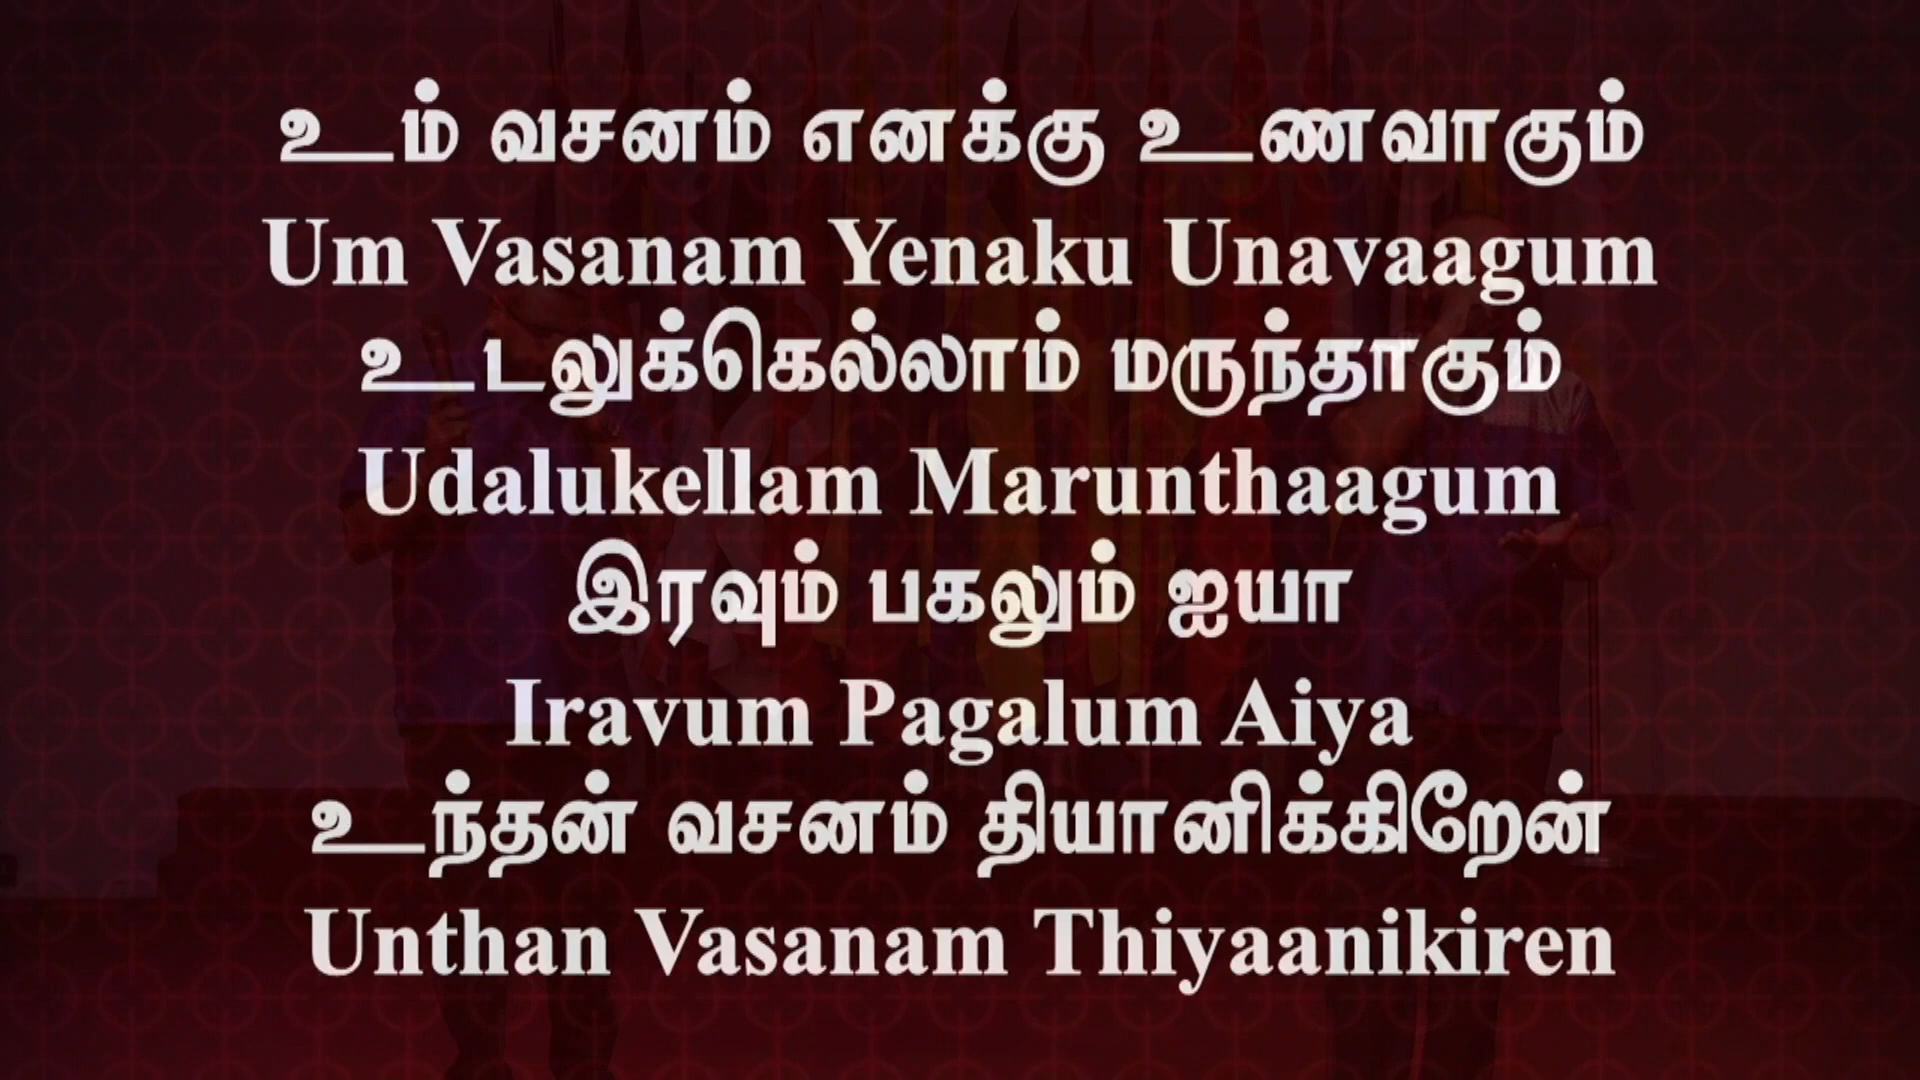 உம் வசனம் எனக்கு உணவாகும்
Um Vasanam Yenaku Unavaagum
உடலுக்கெல்லாம் மருந்தாகும்
Udalukellam Marunthaagum
இரவும் பகலும் ஐயா
Iravum Pagalum Aiya
உந்தன் வசனம் தியானிக்கிறேன்
Unthan Vasanam Thiyaanikiren